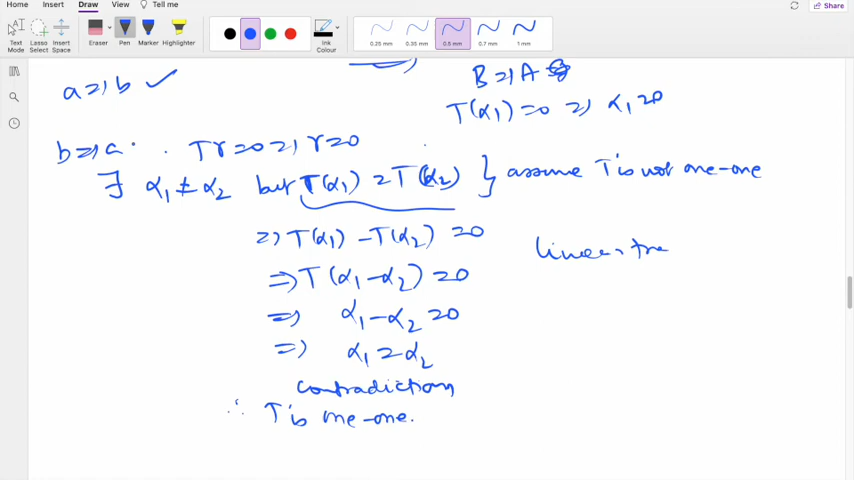 Home Insert Draw View Tell me Share
Text Mode Lasso Select Insert Space Eraser Pen Marker Highlighter Ink Colour 0.25 mm 0.35 mm 0.5 mm 0.7 mm 1 mm
a => b ✓
B => A
T(α₁) = 0 => α₁ = 0
b => a . Tr = 0 => r = 0
∃ α₁ ≠ α₂ but T(α₁) = T(α₂) } assume T is not one-one
=> T(α₁) - T(α₂) = 0
linear tra
=> T(α₁ - α₂) = 0
=> α₁ - α₂ = 0
=> α₁ = α₂
contradiction
∴ T is one-one.